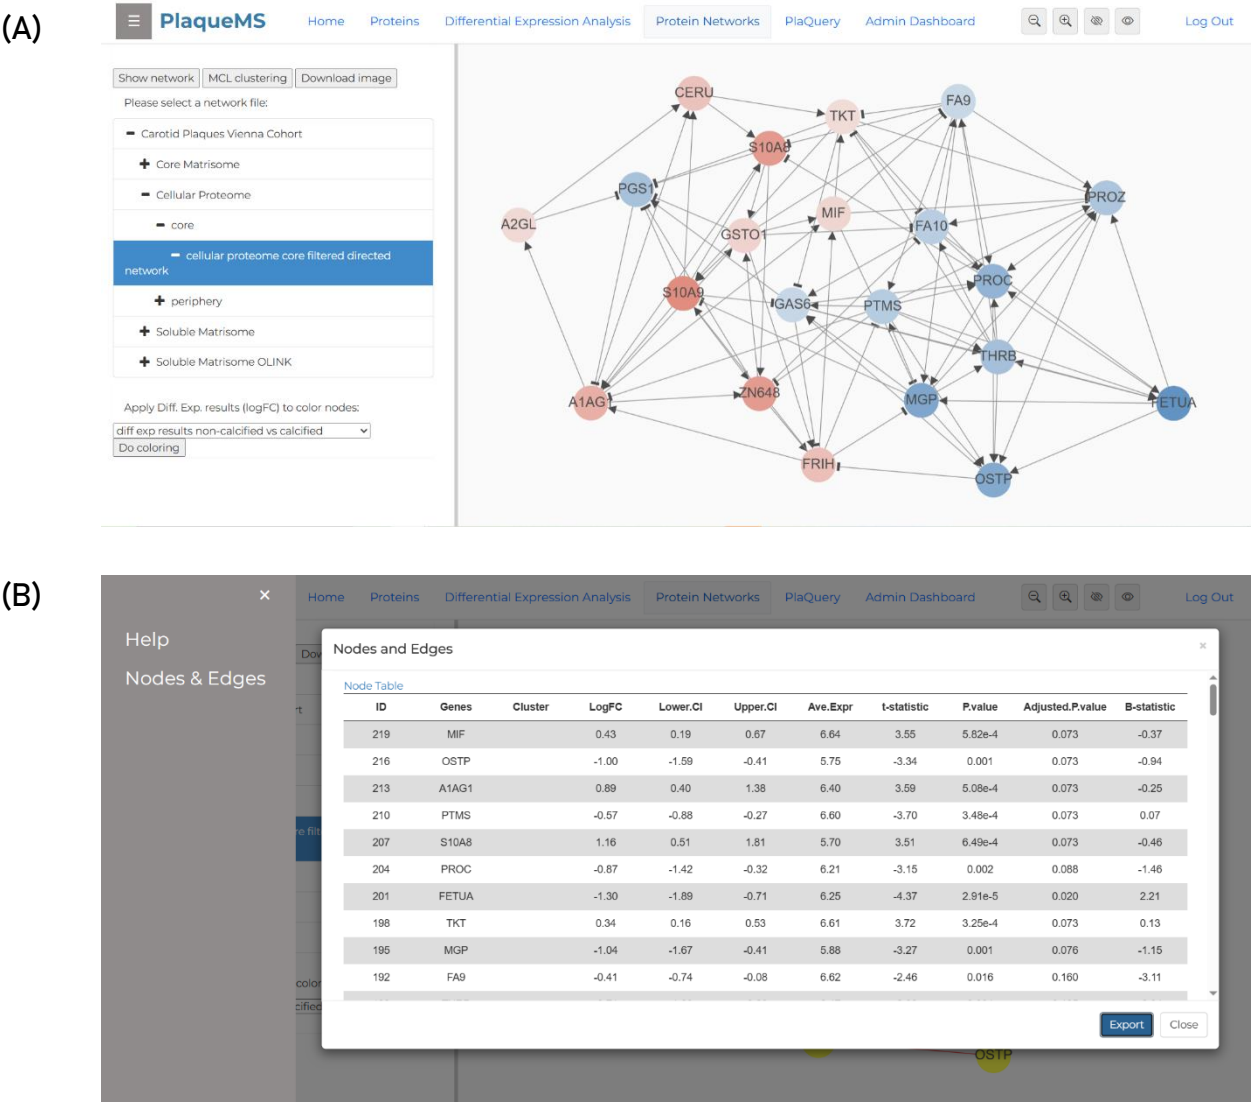 (A)
☰ PlaqueMS Home Proteins Differential Expression Analysis Protein Networks PlaQuery Admin Dashboard Log Out
Show network MCL clustering Download image
Please select a network file:
Carotid Plaques Vienna Cohort
Core Matrisome
Cellular Proteome
core
cellular proteome core filtered directed
network
periphery
Soluble Matrisome
Soluble Matrisome OLINK
Apply Diff. Exp. results (logFC) to color nodes:
diff exp results non-calcified vs calcified
Do coloring
CERU
FA9
TKT
S10A8
PGS1
PROZ
MIF
A2GL
FA10
GSTO1
PROC
S10A9
GAS6
PTMS
THRB
ZN648
A1AG1
MGP
FETUA
FRIH
OSTP
(B)
×
Home Proteins Differential Expression Analysis Protein Networks PlaQuery Admin Dashboard Log Out
Help
Nodes & Edges
Nodes and Edges ×
Node Table
ID Genes Cluster LogFC Lower.CI Upper.CI Ave.Expr t-statistic P.value Adjusted.P.value B-statistic
219 MIF 0.43 0.19 0.67 6.64 3.55 5.82e-4 0.073 -0.37
216 OSTP -1.00 -1.59 -0.41 5.75 -3.34 0.001 0.073 -0.94
213 A1AG1 0.89 0.40 1.38 6.40 3.59 5.08e-4 0.073 -0.25
210 PTMS -0.57 -0.88 -0.27 6.60 -3.70 3.48e-4 0.073 0.07
207 S10A8 1.16 0.51 1.81 5.70 3.51 6.49e-4 0.073 -0.46
204 PROC -0.87 -1.42 -0.32 6.21 -3.15 0.002 0.088 -1.46
201 FETUA -1.30 -1.89 -0.71 6.25 -4.37 2.91e-5 0.020 2.21
198 TKT 0.34 0.16 0.53 6.61 3.72 3.25e-4 0.073 0.13
195 MGP -1.04 -1.67 -0.41 5.88 -3.27 0.001 0.076 -1.15
192 FA9 -0.41 -0.74 -0.08 6.62 -2.46 0.016 0.160 -3.11
Export Close
OSTP